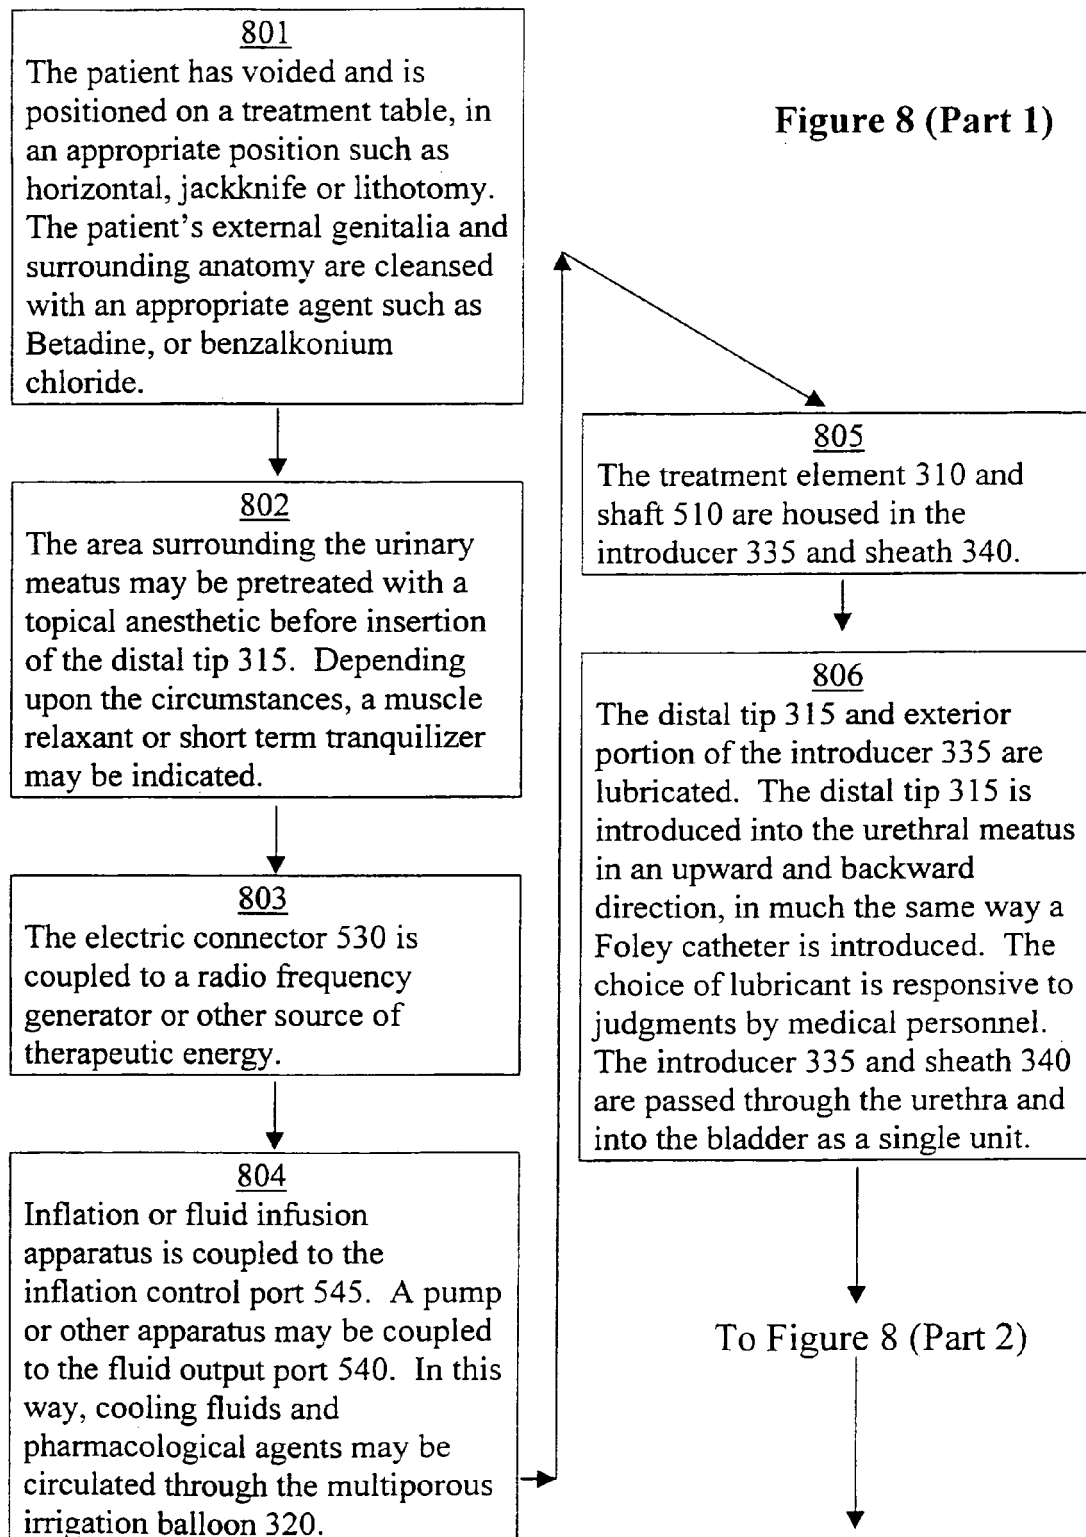 801
The patient has voided and is
positioned on a treatment table, in
an appropriate position such as
horizontal, jackknife or lithotomy.
The patient's external genitalia and
surrounding anatomy are cleansed
with an appropriate agent such as
Betadine, or benzalkonium
chloride.
Figure 8 (Part 1)
802
The area surrounding the urinary
meatus may be pretreated with a
topical anesthetic before insertion
of the distal tip 315. Depending
upon the circumstances, a muscle
relaxant or short term tranquilizer
may be indicated.
803
The electric connector 530 is
coupled to a radio frequency
generator or other source of
therapeutic energy.
804
Inflation or fluid infusion
apparatus is coupled to the
inflation control port 545. A pump
or other apparatus may be coupled
to the fluid output port 540. In this
way, cooling fluids and
pharmacological agents may be
circulated through the multiporous
irrigation balloon 320.
805
The treatment element 310 and
shaft 510 are housed in the
introducer 335 and sheath 340.
806
The distal tip 315 and exterior
portion of the introducer 335 are
lubricated. The distal tip 315 is
introduced into the urethral meatus
in an upward and backward
direction, in much the same way a
Foley catheter is introduced. The
choice of lubricant is responsive to
judgments by medical personnel.
The introducer 335 and sheath 340
are passed through the urethra and
into the bladder as a single unit.
To Figure 8 (Part 2)